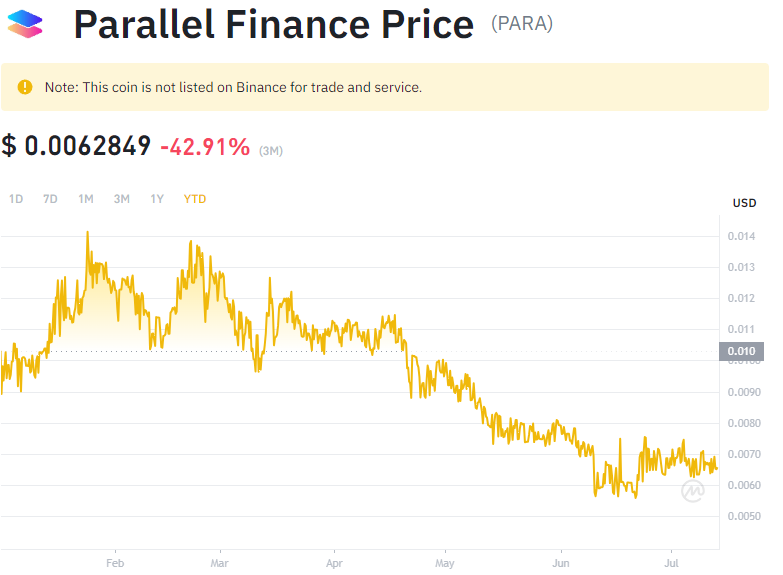 Parallel Finance Price (PARA)
Note: This coin is not listed on Binance for trade and service.
$ 0.0062849 -42.91% (3M)
1D 7D 1M 3M 1Y YTD
USD
0.014
0.013
0.012
0.011
0.010
0.0090
0.0080
0.0070
0.0060
0.0050
Feb Mar Apr May Jun Jul